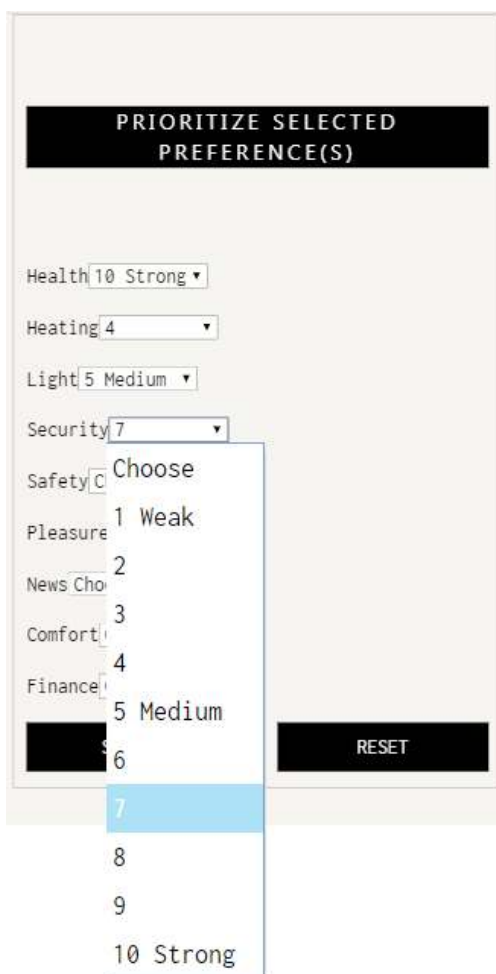 PRIORITIZE SELECTED
PREFERENCE(S)
Health 10 Strong
Heating 4
Light 5 Medium
Security 7
Safety C
Pleasure
News Cho
Comfort
Finance
Choose
1 Weak
2
3
4
5 Medium
6
7
8
9
10 Strong
S
RESET